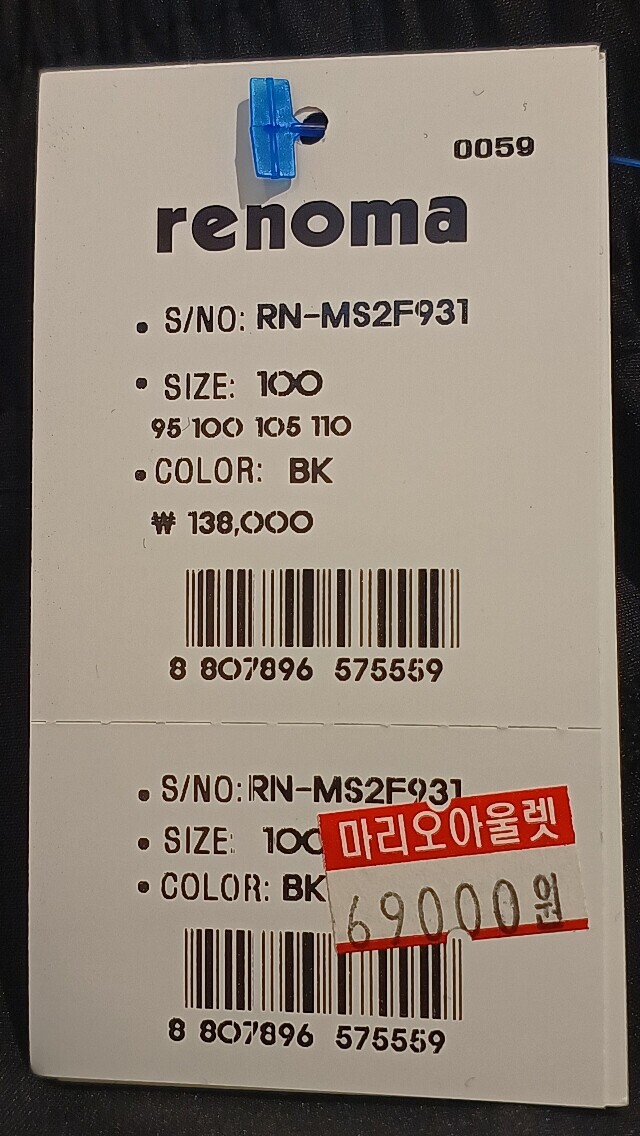 0059
renoma
• S/NO: RN-MS2F931
• SIZE: 100
95 100 105 110
• COLOR: BK
₩ 138,000
8 807896 575559
• S/NO: RN-MS2F931
• SIZE: 100
마리오아울렛
• COLOR: BK
69000원
8 807896 575559